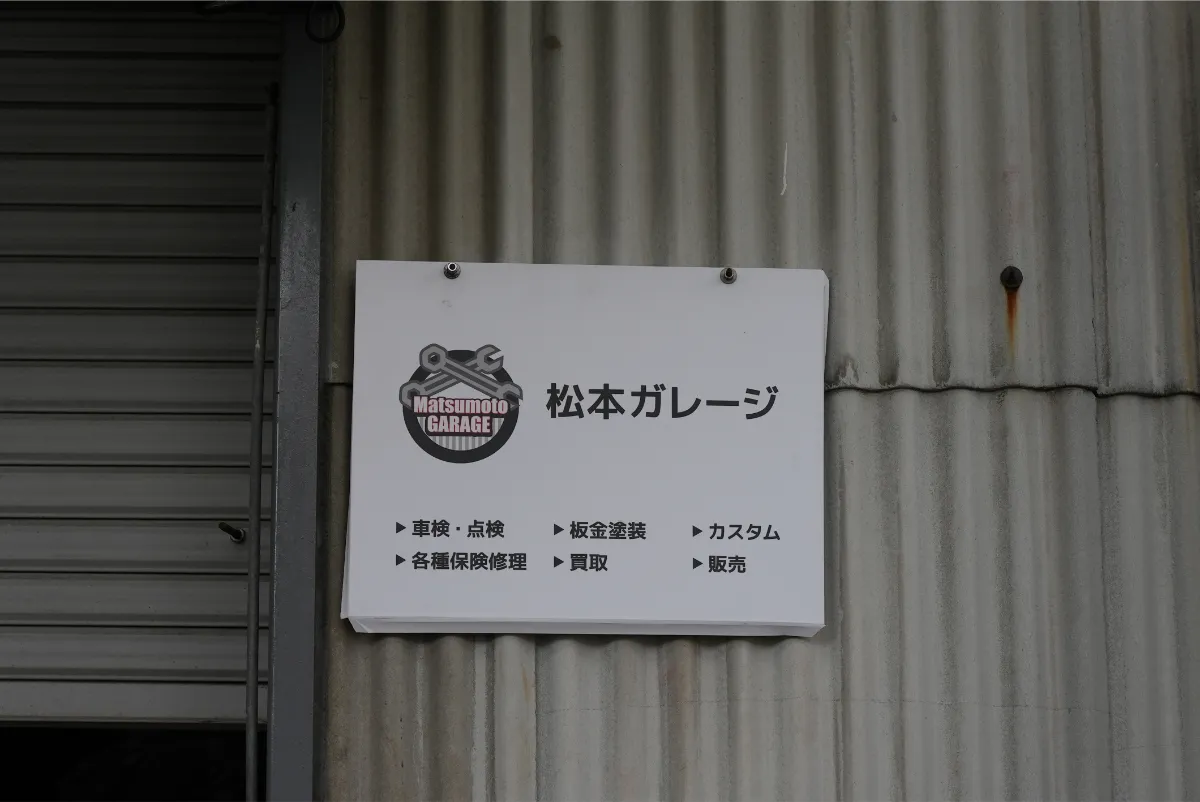 Matsumoto
GARAGE
松本ガレージ
▶車検・点検 ▶板金塗装 ▶カスタム
▶各種保険修理 ▶買取 ▶販売